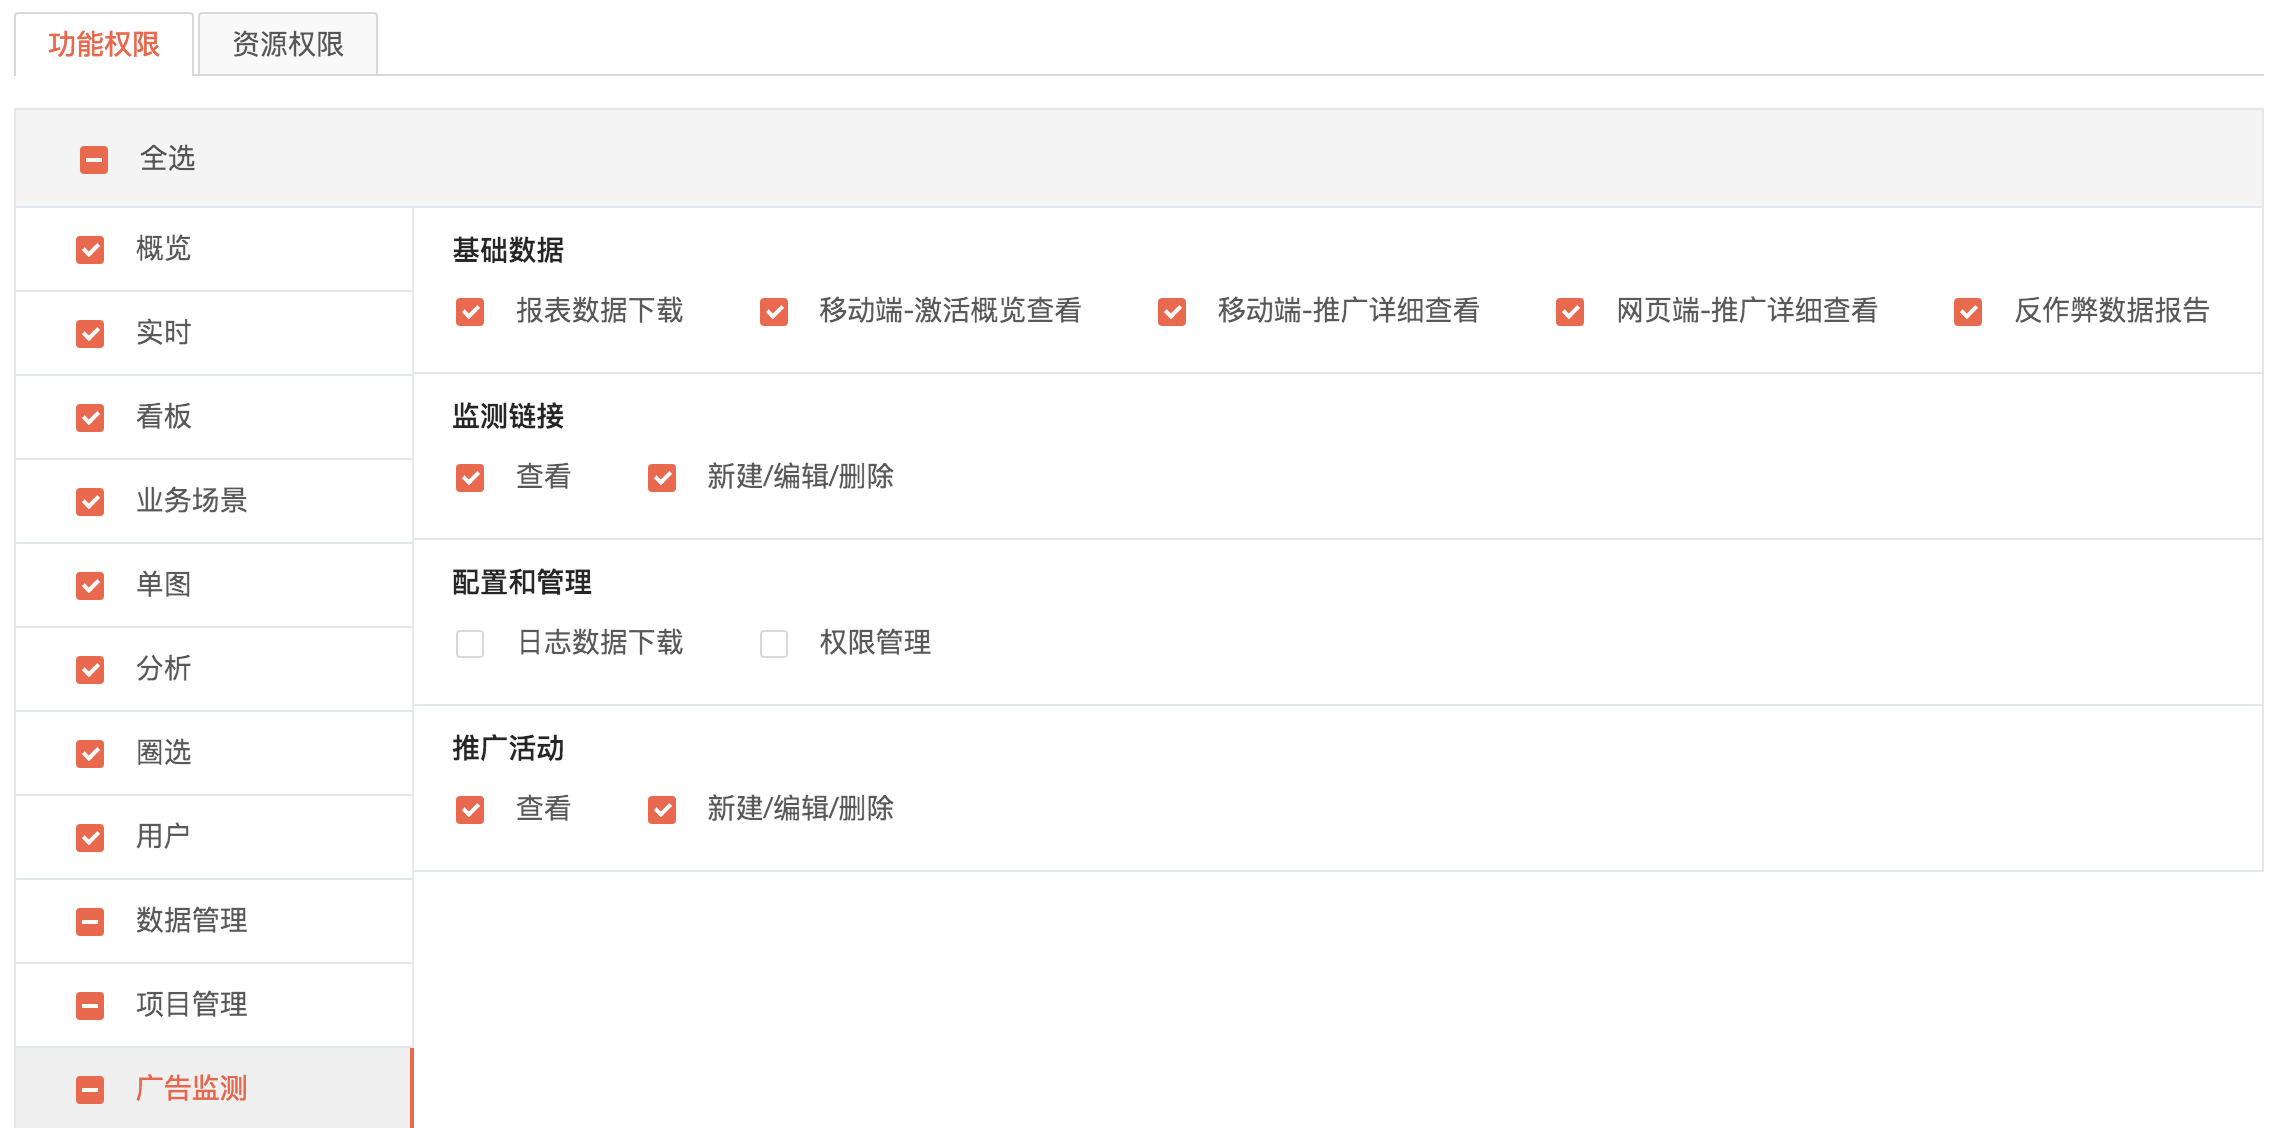 功能权限
资源权限
全选
概览
实时
看板
业务场景
单图
分析
圈选
用户
数据管理
项目管理
广告监测
基础数据
报表数据下载 移动端-激活概览查看 移动端-推广详细查看 网页端-推广详细查看 反作弊数据报告
监测链接
查看 新建/编辑/删除
配置和管理
日志数据下载 权限管理
推广活动
查看 新建/编辑/删除